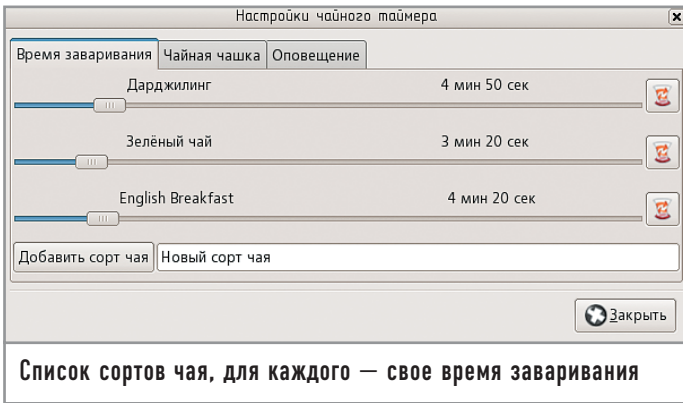 Настройки чайного таймера
Время заваривания Чайная чашка Оповещение
Дарджилинг 4 мин 50 сек
Зелёный чай 3 мин 20 сек
English Breakfast 4 мин 20 сек
Добавить сорт чая Новый сорт чая
Закрыть
Список сортов чая, для каждого — свое время заваривания